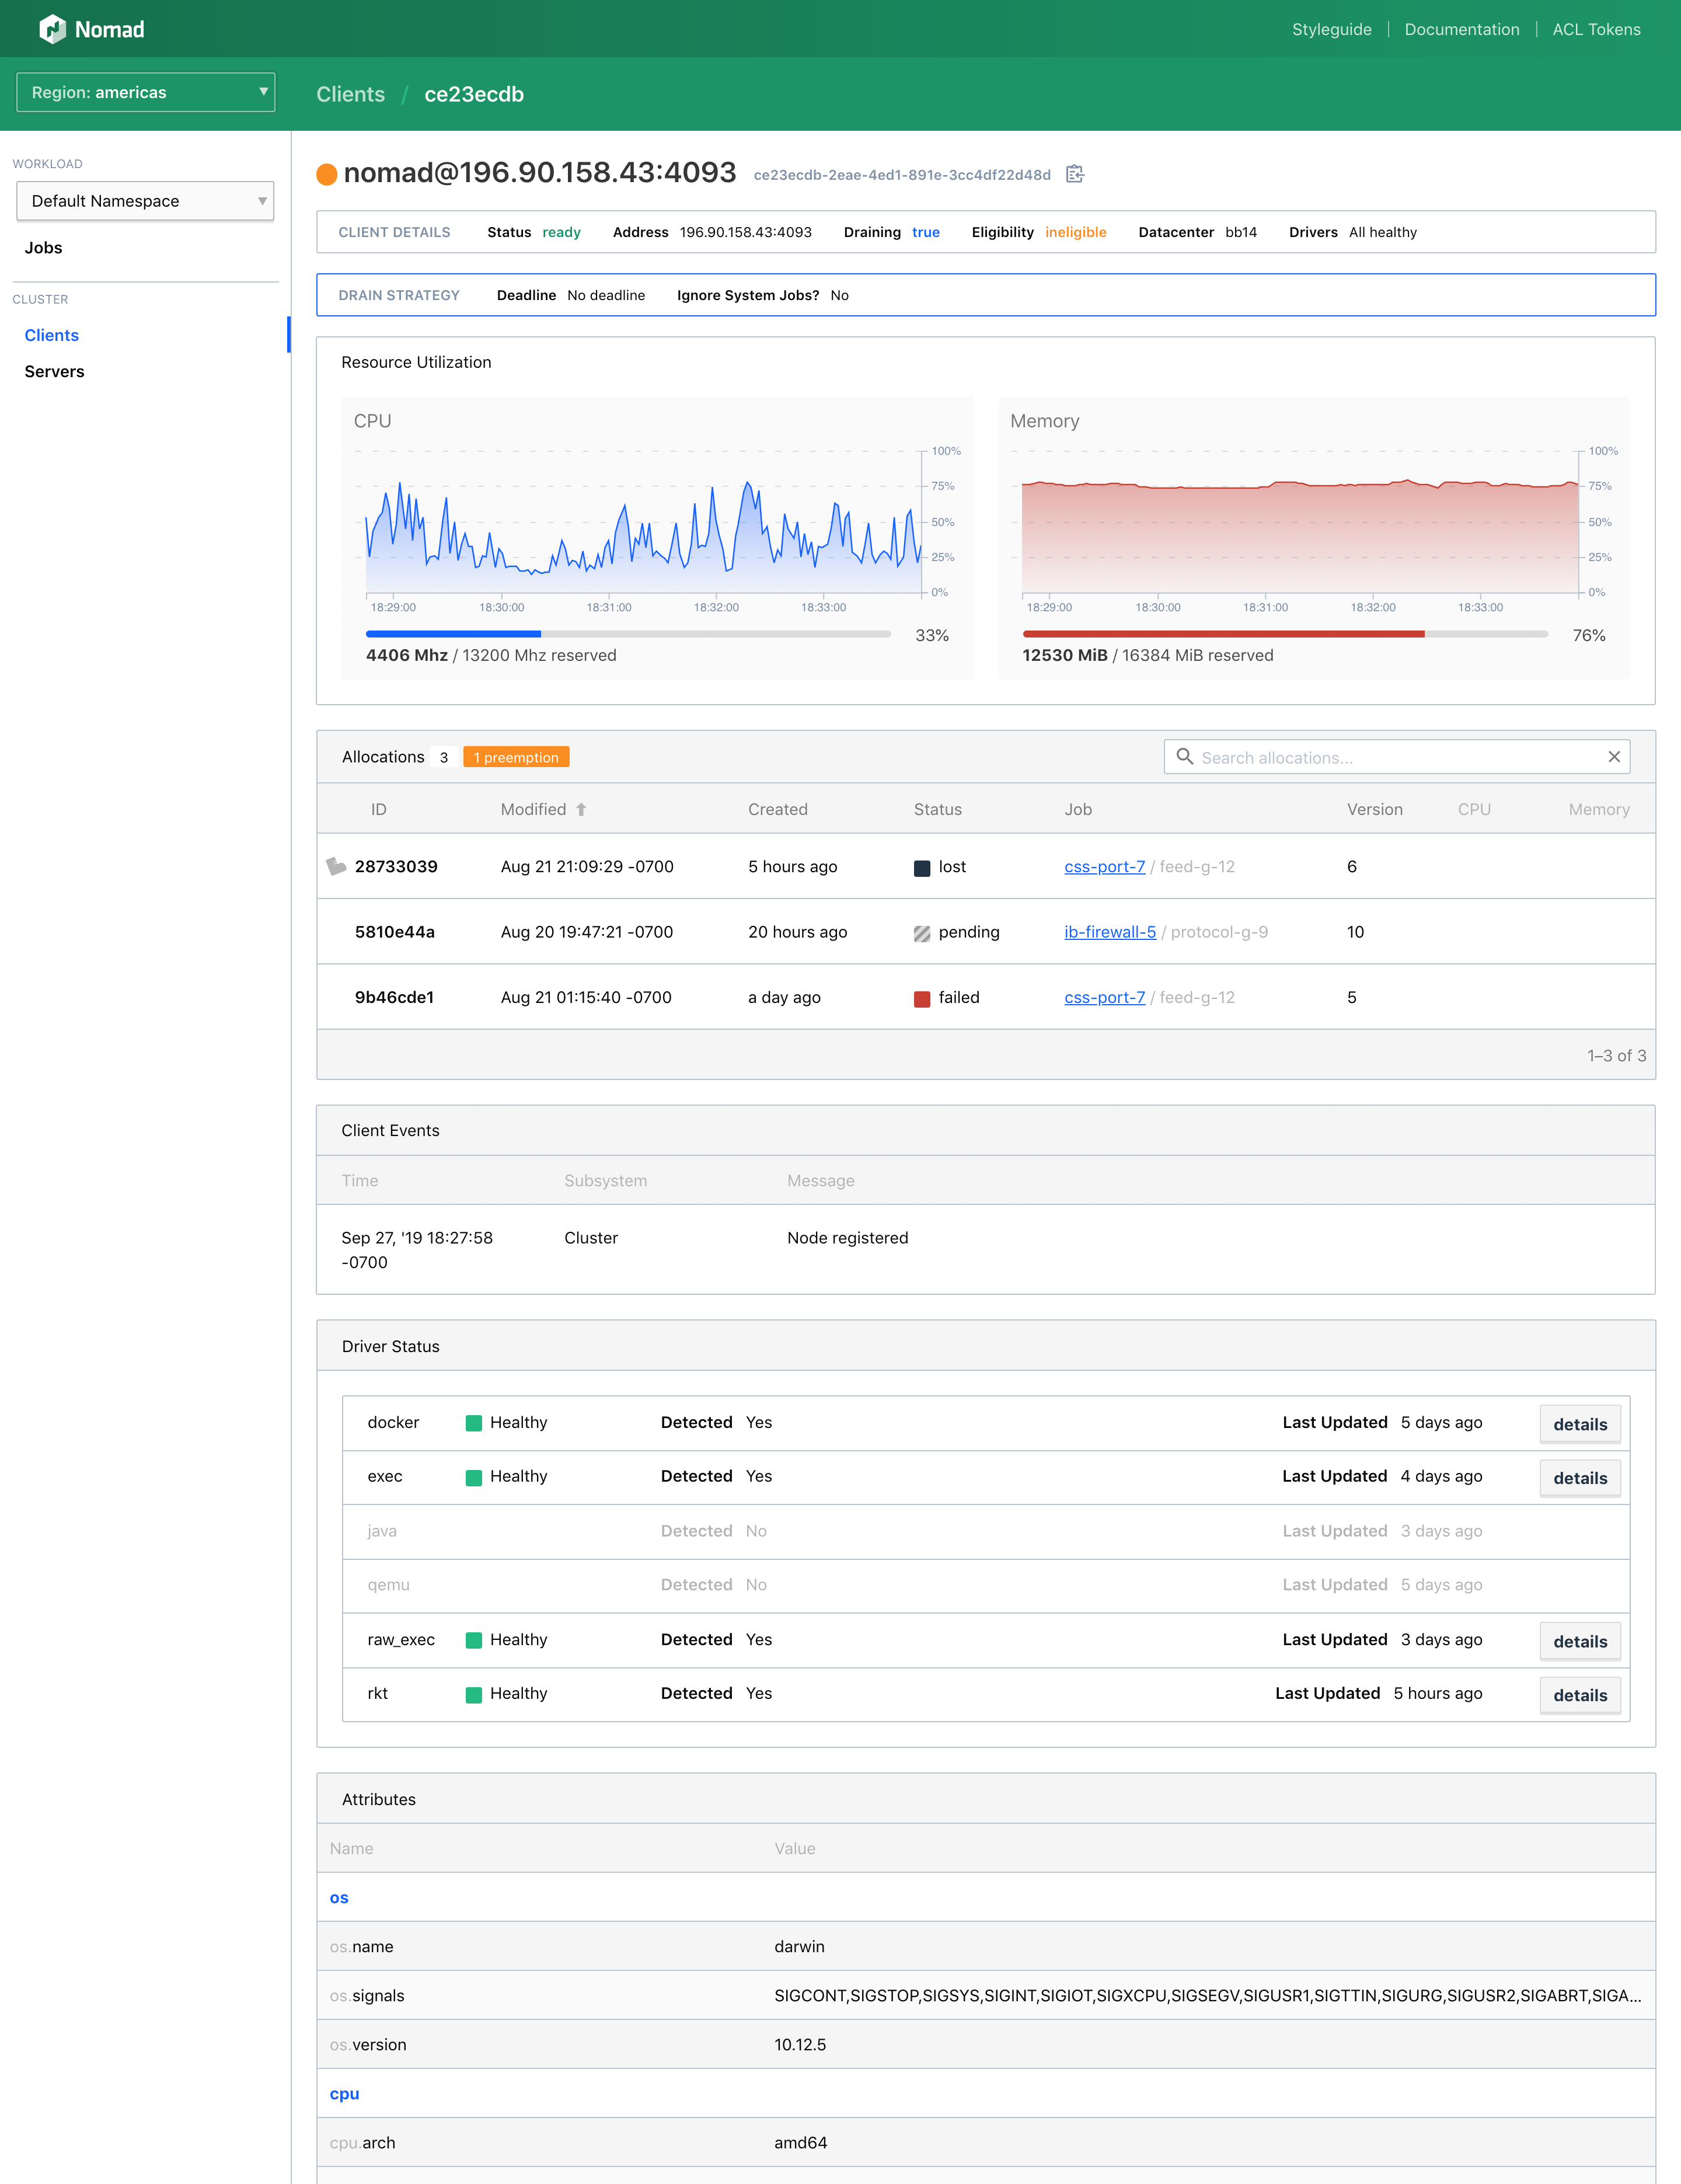 Nomad
Styleguide
Documentation
ACL Tokens
Region: americas
Clients / ce23ecdb
WORKLOAD
Default Namespace
Jobs
CLUSTER
Clients
Servers
nomad@196.90.158.43:4093 ce23ecdb-2eae-4ed1-891e-3cc4df22d48d
CLIENT DETAILS Status ready Address 196.90.158.43:4093 Draining true Eligibility ineligible Datacenter bb14 Drivers All healthy
DRAIN STRATEGY Deadline No deadline Ignore System Jobs? No
Resource Utilization
CPU
100%
75%
50%
25%
0%
18:29:00 18:30:00 18:31:00 18:32:00 18:33:00
33%
4406 Mhz / 13200 Mhz reserved
Memory
100%
75%
50%
25%
0%
18:29:00 18:30:00 18:31:00 18:32:00 18:33:00
76%
12530 MiB / 16384 MiB reserved
Allocations 3 1 preemption Search allocations...
ID Modified Created Status Job Version CPU Memory
28733039 Aug 21 21:09:29 -0700 5 hours ago lost css-port-7 / feed-g-12 6
5810e44a Aug 20 19:47:21 -0700 20 hours ago pending ib-firewall-5 / protocol-g-9 10
9b46cde1 Aug 21 01:15:40 -0700 a day ago failed css-port-7 / feed-g-12 5
1–3 of 3
Client Events
Time Subsystem Message
Sep 27, '19 18:27:58 Cluster Node registered
-0700
Driver Status
docker Healthy Detected Yes Last Updated 5 days ago details
exec Healthy Detected Yes Last Updated 4 days ago details
java Detected No Last Updated 3 days ago
qemu Detected No Last Updated 5 days ago
raw_exec Healthy Detected Yes Last Updated 3 days ago details
rkt Healthy Detected Yes Last Updated 5 hours ago details
Attributes
Name Value
os
os.name darwin
os.signals SIGCONT,SIGSTOP,SIGSYS,SIGINT,SIGIOT,SIGXCPU,SIGSEGV,SIGUSR1,SIGTTIN,SIGURG,SIGUSR2,SIGABRT,SIGA...
os.version 10.12.5
cpu
cpu.arch amd64